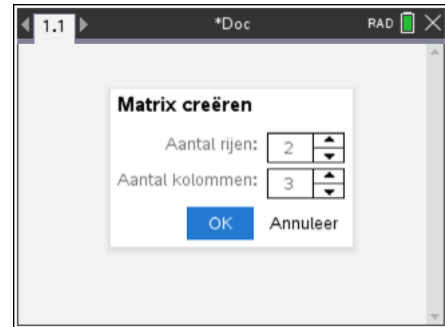 1.1 *Doc RAD
Matrix creëren
Aantal rijen: 2
Aantal kolommen: 3
OK Annuleer